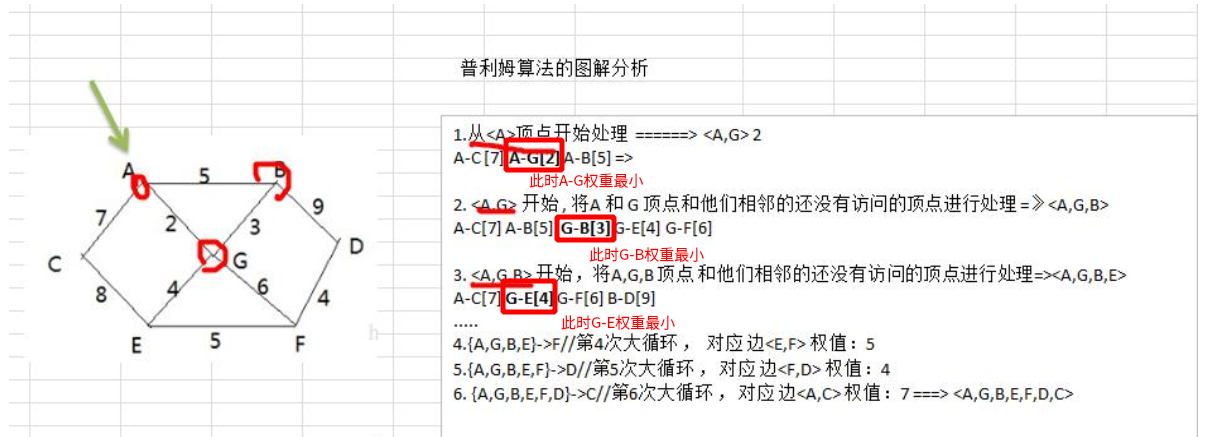 普利姆算法的图解分析
1.从<A>顶点开始处理 ======> <A,G> 2
A-C [7] A-G[2] A-B[5] =>
此时A-G权重最小
2. <A,G> 开始 , 将A 和 G 顶点和他们相邻的还没有访问的顶点进行处理 =》<A,G,B>
A-C[7] A-B[5] G-B[3] G-E[4] G-F[6]
此时G-B权重最小
3. <A,G,B> 开始，将A,G,B 顶点 和他们相邻的还没有访问的顶点进行处理=><A,G,B,E>
A-C[7] G-E[4] G-F[6] B-D[9]
此时G-E权重最小
.....
4.{A,G,B,E}->F//第4次大循环 ， 对应 边<E,F> 权值：5
5.{A,G,B,E,F}->D//第5次大循环 ，对应 边<F,D> 权值：4
6. {A,G,B,E,F,D}->C//第6次大循环 ，对应 边<A,C> 权值：7 ===> <A,G,B,E,F,D,C>
A 5 B
7 2 3 9
C G D
8 4 6 4
E 5 F
h